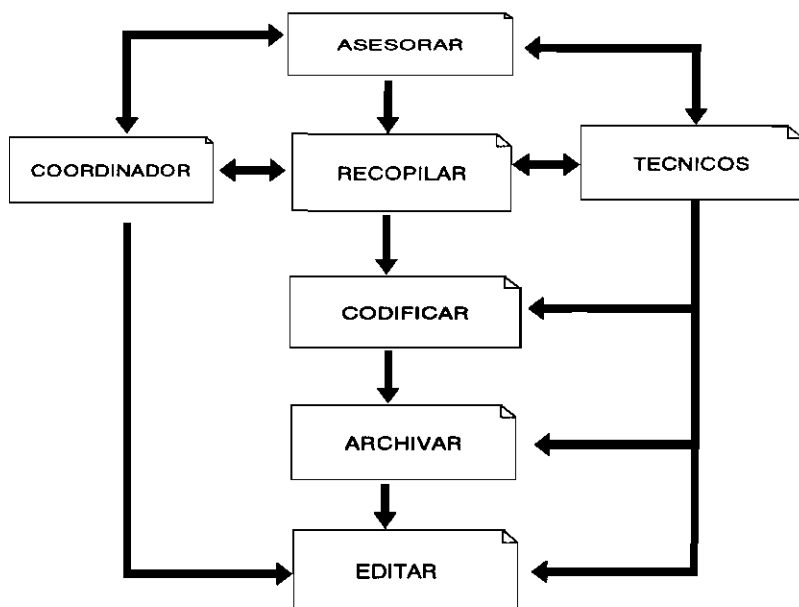 ASESORAR
COORDINADOR
RECOPILAR
TECNICOS
CODIFICAR
ARCHIVAR
EDITAR